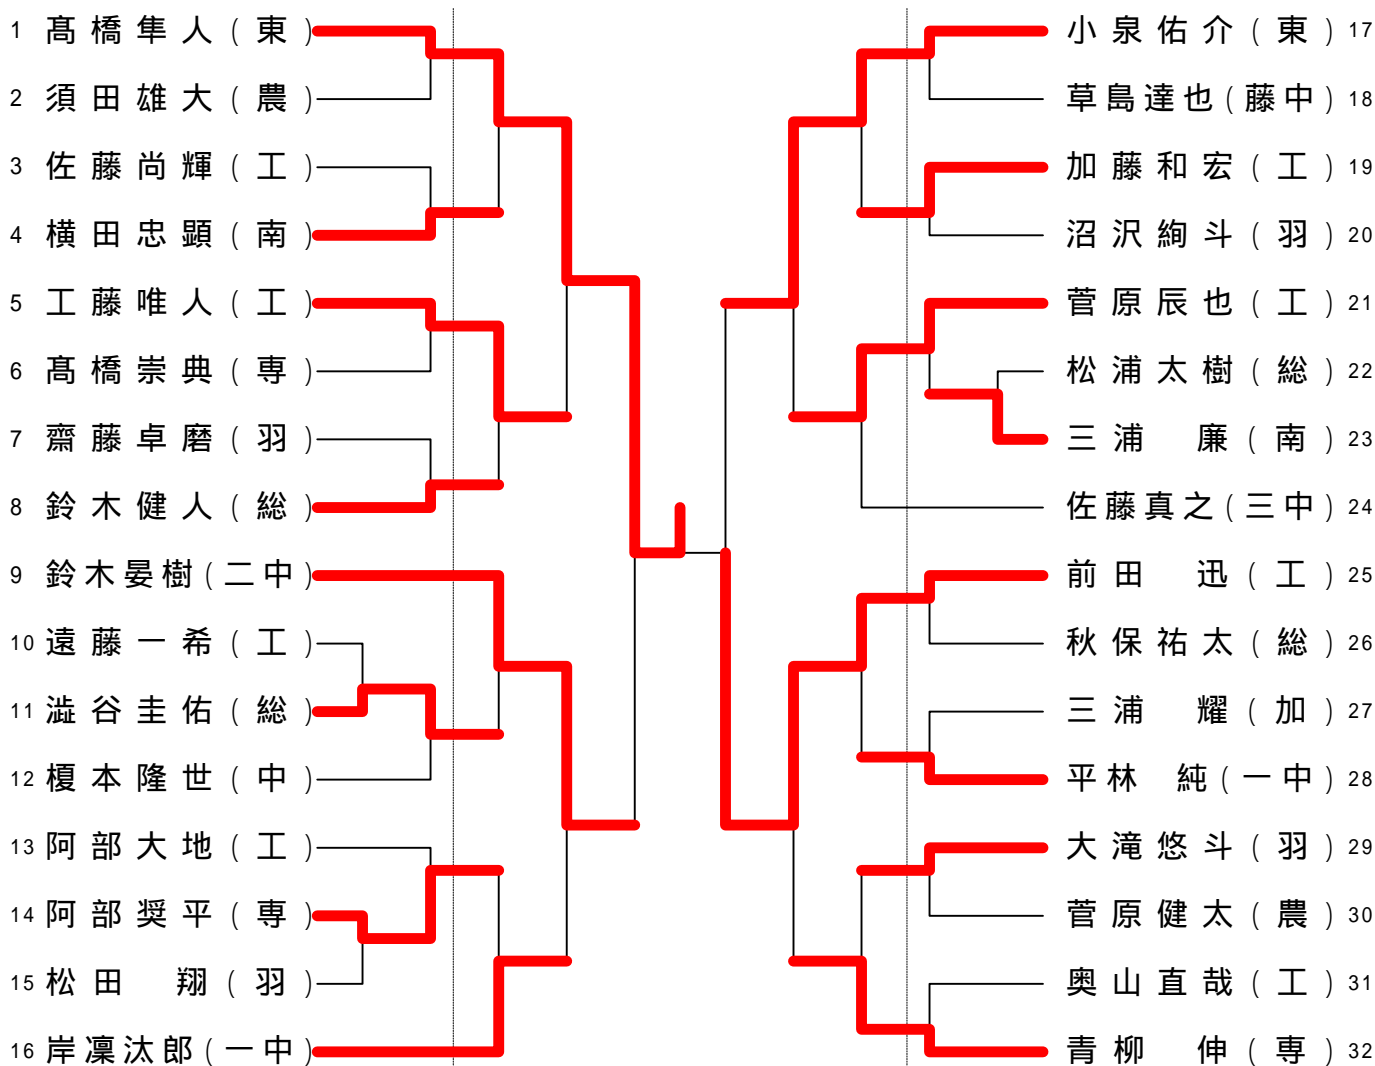 1 髙橋隼人(東)
2 須田雄大(農)
3 佐藤尚輝(工)
4 横田忠顕(南)
5 工藤唯人(工)
6 髙橋崇典(専)
7 齋藤卓磨(羽)
8 鈴木健人(総)
9 鈴木晏樹(二中)
10 遠藤一希(工)
11 澁谷圭佑(総)
12 榎本隆世(中)
13 阿部大地(工)
14 阿部奨平(専)
15 松田 翔(羽)
16 岸凜汰郎(一中)
小泉佑介(東) 17
草島達也(藤中) 18
加藤和宏(工) 19
沼沢絢斗(羽) 20
菅原辰也(工) 21
松浦太樹(総) 22
三浦 廉(南) 23
佐藤真之(三中) 24
前田 迅(工) 25
秋保祐太(総) 26
三浦 耀(加) 27
平林 純(一中) 28
大滝悠斗(羽) 29
菅原健太(農) 30
奥山直哉(工) 31
青柳 伸(専) 32